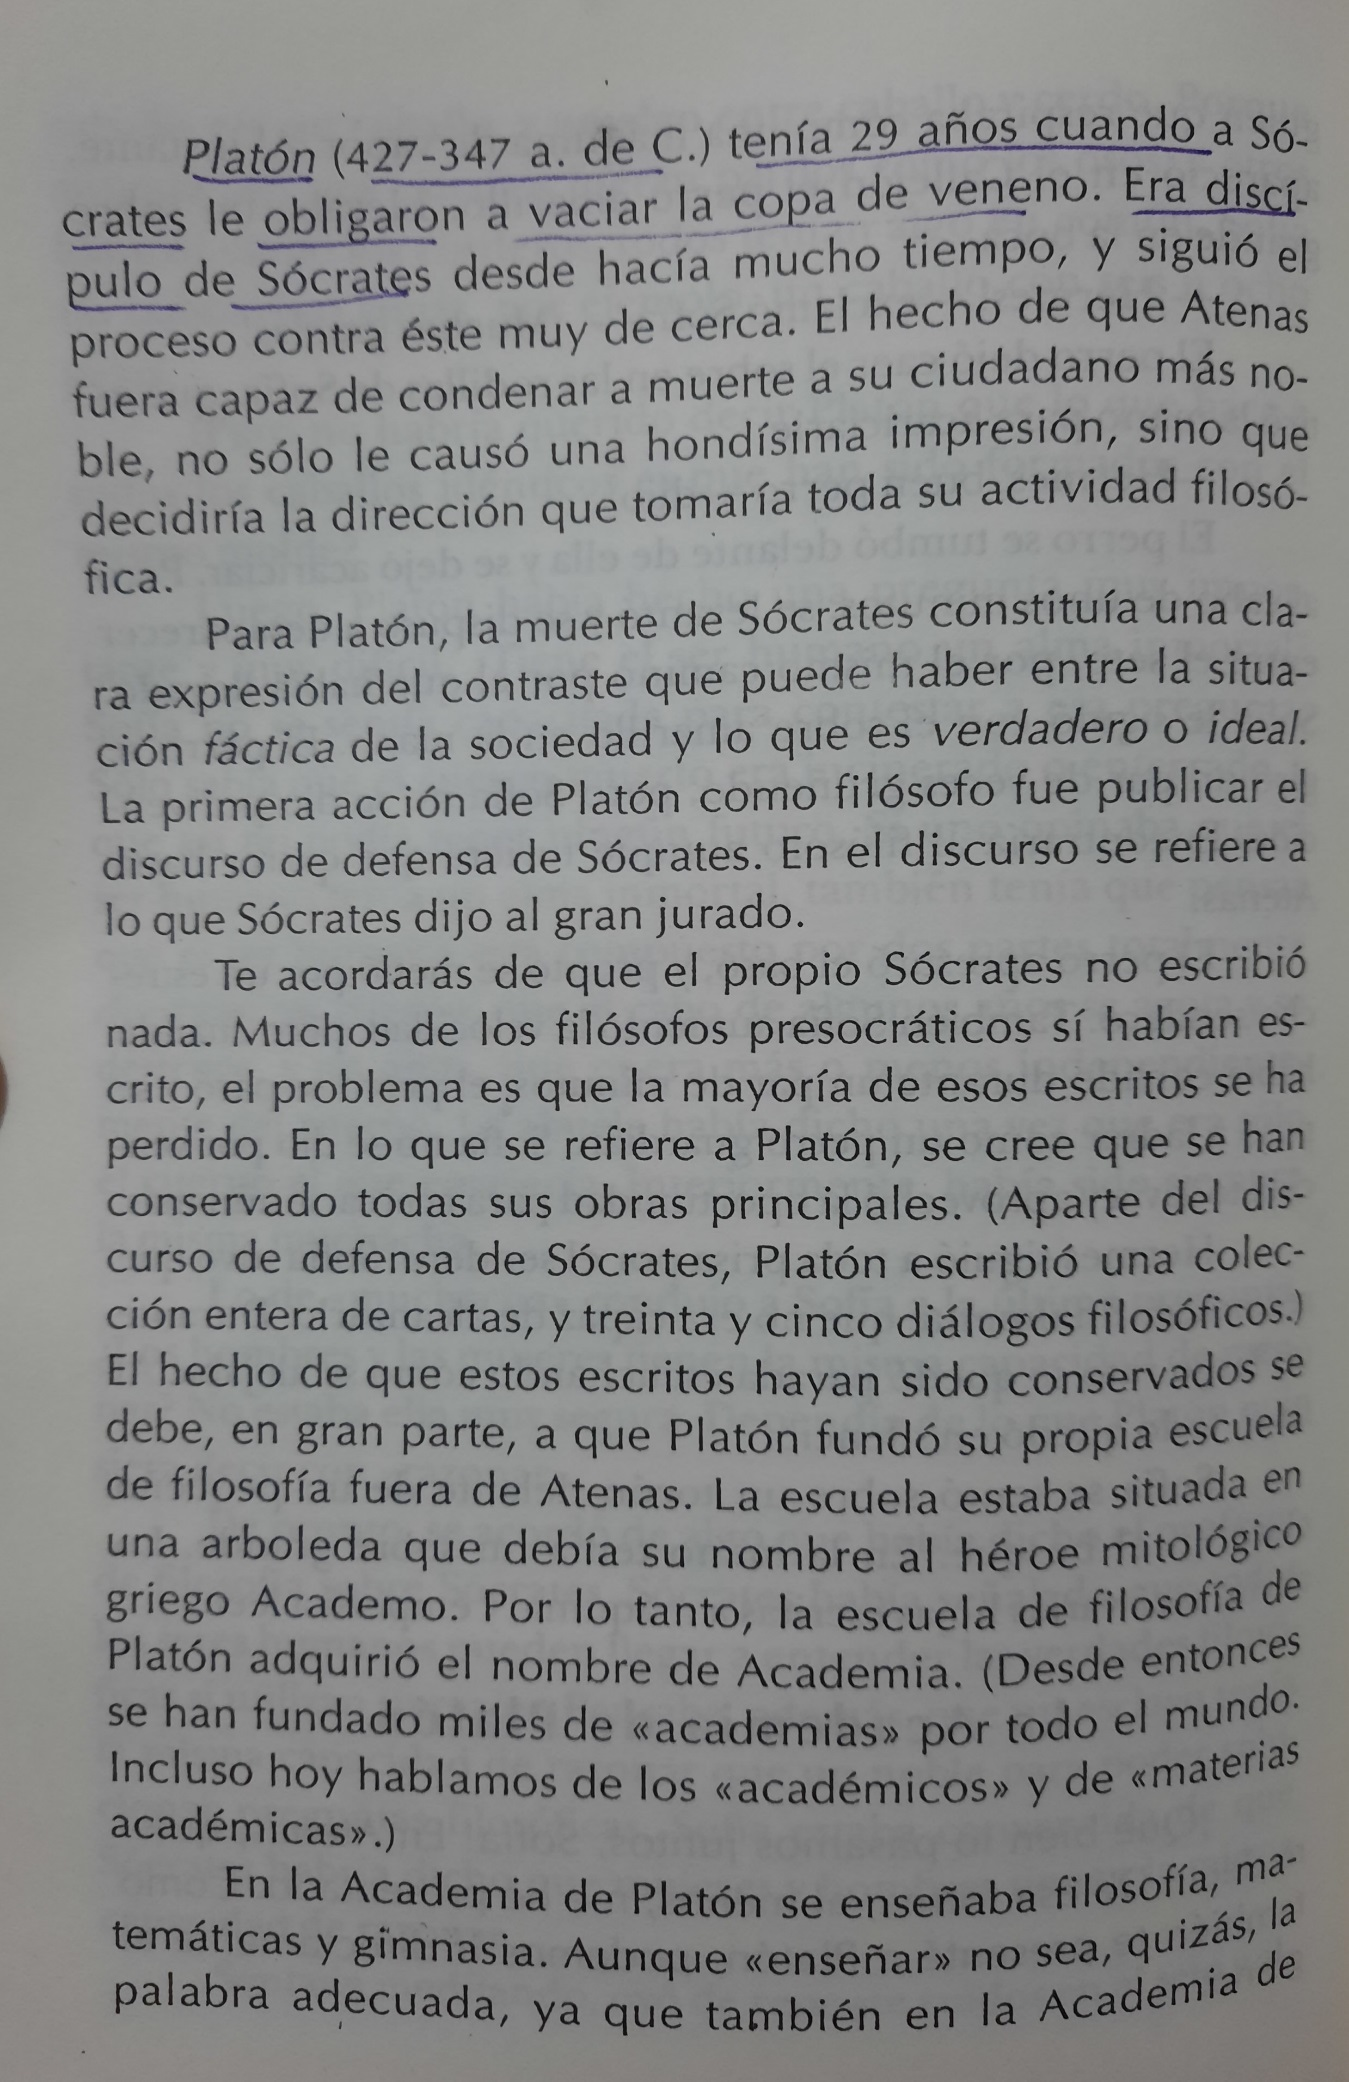 Platón (427-347 a. de C.) tenía 29 años cuando a Só-
crates le obligaron a vaciar la copa de veneno. Era discí-
pulo de Sócrates desde hacía mucho tiempo, y siguió el
proceso contra éste muy de cerca. El hecho de que Atenas
fuera capaz de condenar a muerte a su ciudadano más no-
ble, no sólo le causó una hondísima impresión, sino que
decidiría la dirección que tomaría toda su actividad filosó-
fica.
Para Platón, la muerte de Sócrates constituía una cla-
ra expresión del contraste que puede haber entre la situa-
ción fáctica de la sociedad y lo que es verdadero o ideal.
La primera acción de Platón como filósofo fue publicar el
discurso de defensa de Sócrates. En el discurso se refiere a
lo que Sócrates dijo al gran jurado.
Te acordarás de que el propio Sócrates no escribió
nada. Muchos de los filósofos presocráticos sí habían es-
crito, el problema es que la mayoría de esos escritos se ha
perdido. En lo que se refiere a Platón, se cree que se han
conservado todas sus obras principales. (Aparte del dis-
curso de defensa de Sócrates, Platón escribió una colec-
ción entera de cartas, y treinta y cinco diálogos filosóficos.)
El hecho de que estos escritos hayan sido conservados se
debe, en gran parte, a que Platón fundó su propia escuela
de filosofía fuera de Atenas. La escuela estaba situada en
una arboleda que debía su nombre al héroe mitológico
griego Academo. Por lo tanto, la escuela de filosofía de
Platón adquirió el nombre de Academia. (Desde entonces
se han fundado miles de «academias» por todo el mundo.
Incluso hoy hablamos de los «académicos» y de «materias
académicas».)
En la Academia de Platón se enseñaba filosofía, ma-
temáticas y gimnasia. Aunque «enseñar» no sea, quizás, la
palabra adecuada, ya que también en la Academia de